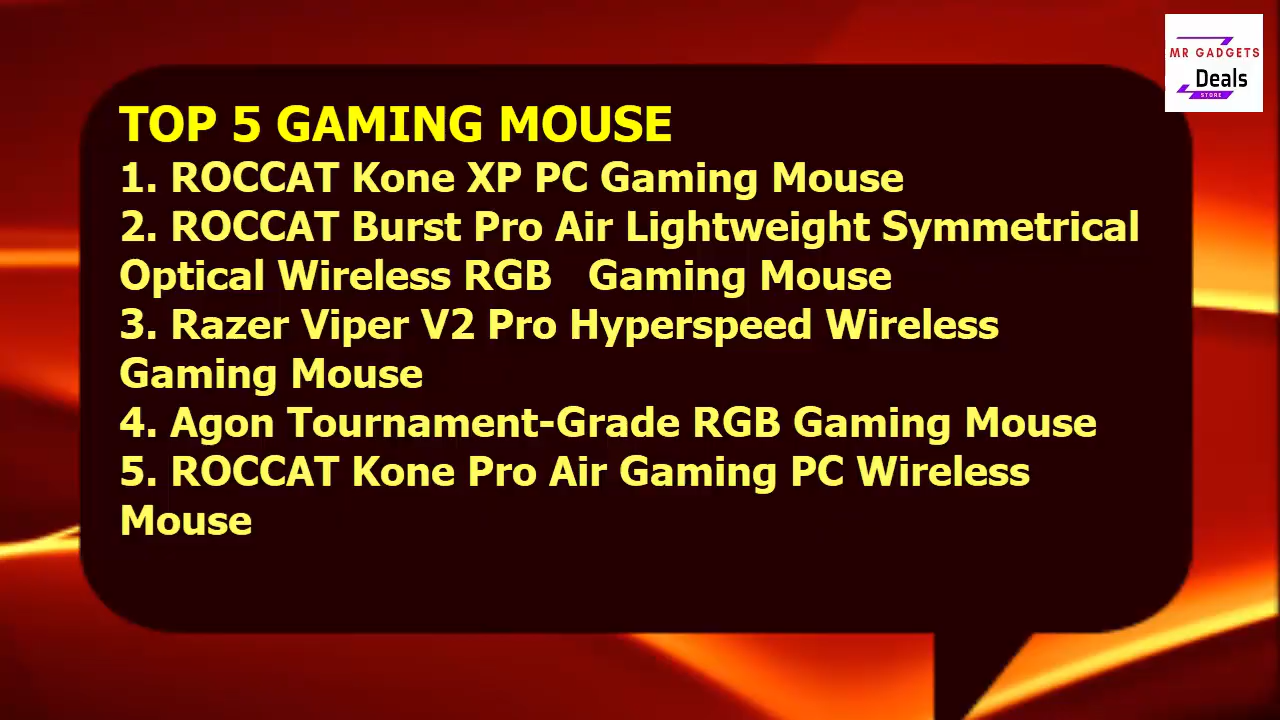 MR GADGETS
Deals
STORE
TOP 5 GAMING MOUSE
1. ROCCAT Kone XP PC Gaming Mouse
2. ROCCAT Burst Pro Air Lightweight Symmetrical
Optical Wireless RGB   Gaming Mouse
3. Razer Viper V2 Pro Hyperspeed Wireless
Gaming Mouse
4. Agon Tournament-Grade RGB Gaming Mouse
5. ROCCAT Kone Pro Air Gaming PC Wireless
Mouse